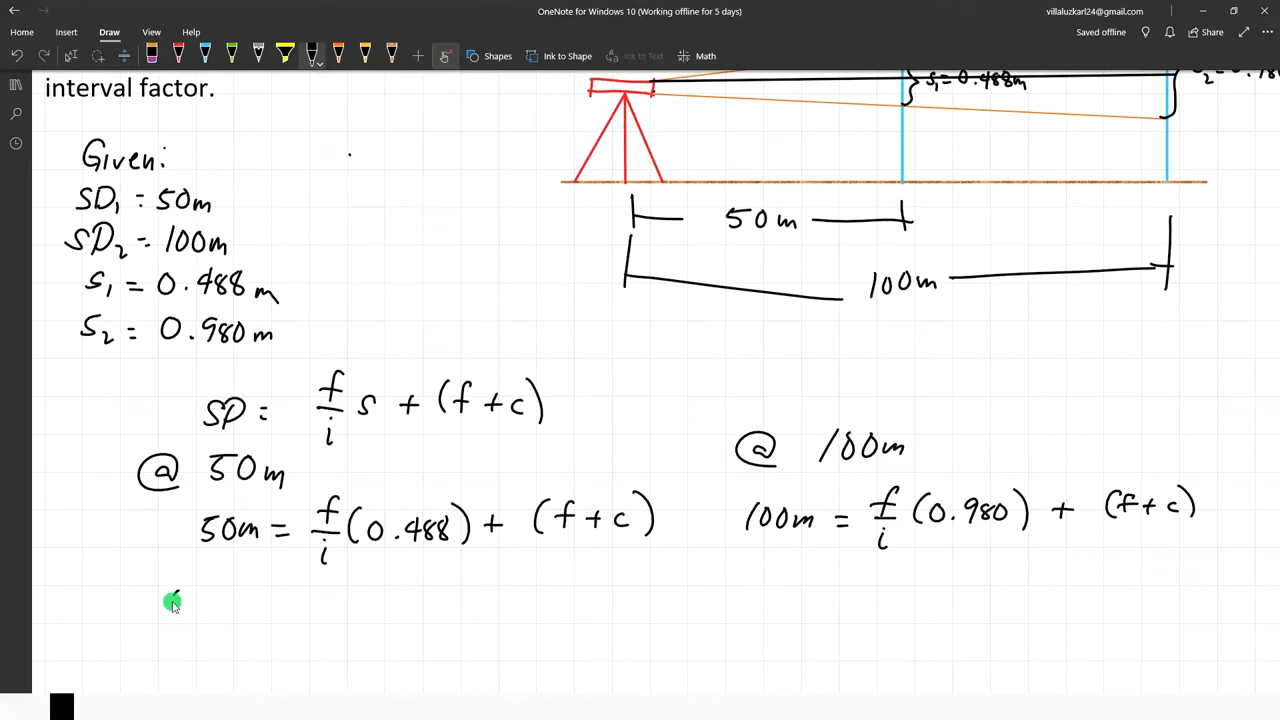 OneNote for Windows 10 (Working offline for 5 days)
villaluzkarl24@gmail.com
Home Insert Draw View Help
Saved offline Share
Shapes Ink to Shape Ink to Text Math
interval factor.
S1 = 0.488m
Given:
SD1 = 50m
SD2 = 100m
S1 = 0.488 m
S2 = 0.980 m
50m
100m
SD = f/i s + (f + c)
@ 50m
50m = f/i (0.488) + (f + c)
@ 100m
100m = f/i (0.980) + (f + c)